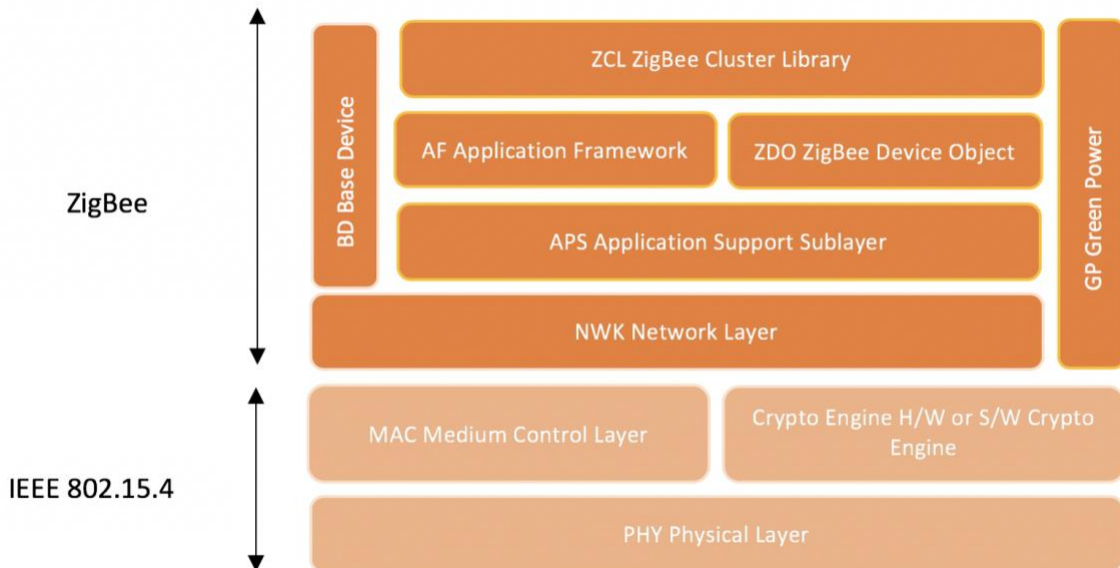 ZigBee
IEEE 802.15.4
BD Base Device
ZCL ZigBee Cluster Library
AF Application Framework
ZDO ZigBee Device Object
APS Application Support Sublayer
GP Green Power
NWK Network Layer
MAC Medium Control Layer
Crypto Engine H/W or S/W Crypto
Engine
PHY Physical Layer